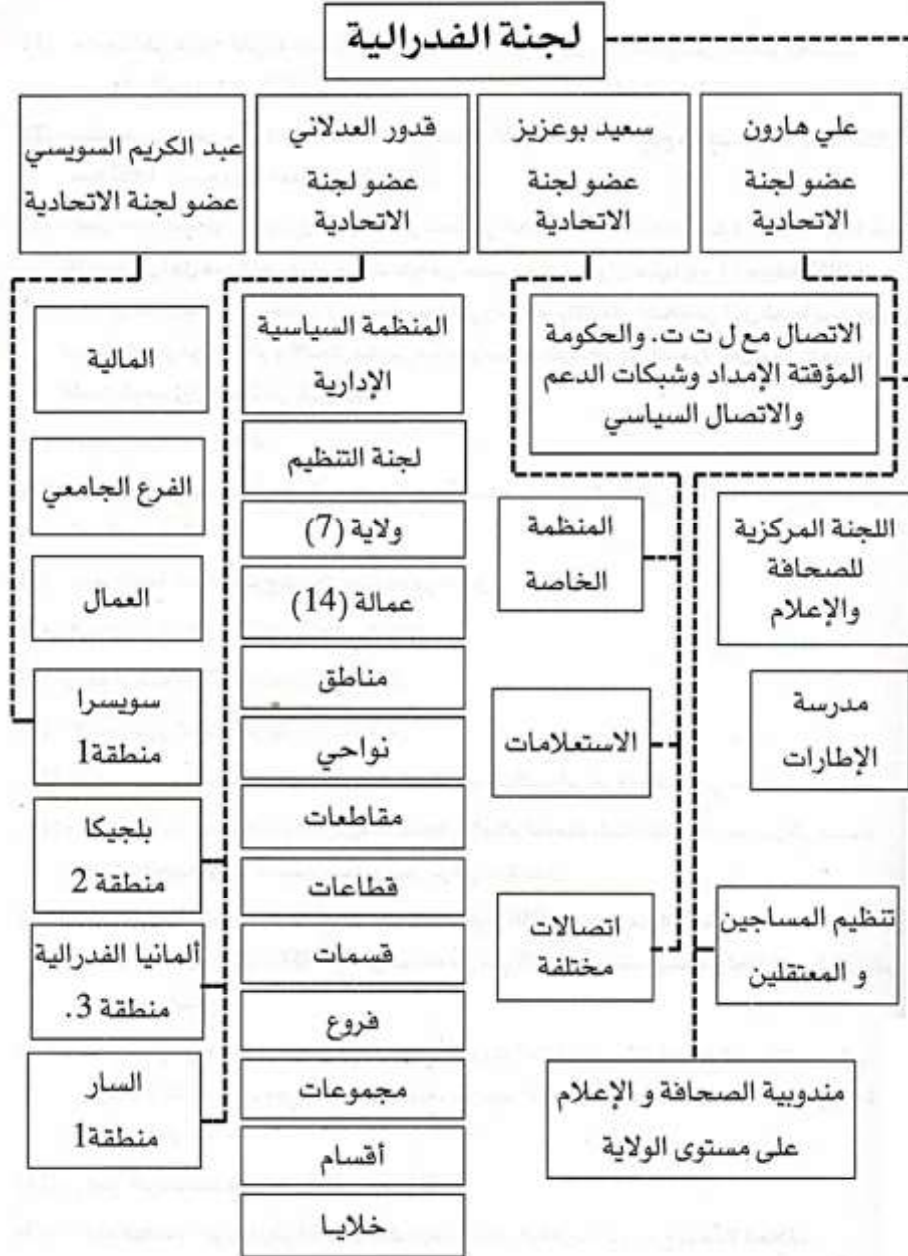 لجنة الفدرالية
علي هارون
عضو لجنة
الاتحادية
سعيد بوعزيز
عضو لجنة
الاتحادية
قدور العدلاني
عضو لجنة
الاتحادية
عبد الكريم السويسي
عضو لجنة الاتحادية
الاتصال مع ل ت ت. والحكومة
المؤقتة الإمداد وشبكات الدعم
والاتصال السياسي
اللجنة المركزية
للصحافة
والإعلام
مدرسة
الإطارات
تنظيم المساجين
و المعتقلين
مندوبية الصحافة و الإعلام
على مستوى الولاية
المنظمة
الخاصة
الاستعلامات
اتصالات
مختلفة
المنظمة السياسية
الإدارية
لجنة التنظيم
ولاية (7)
عمالة (14)
مناطق
نواحي
مقاطعات
قطاعات
قسمات
فروع
مجموعات
أقسام
خلايا
المالية
الفرع الجامعي
العمال
سويسرا
منطقة1
بلجيكا
منطقة 2
ألمانيا الفدرالية
منطقة 3.
السار
منطقة1